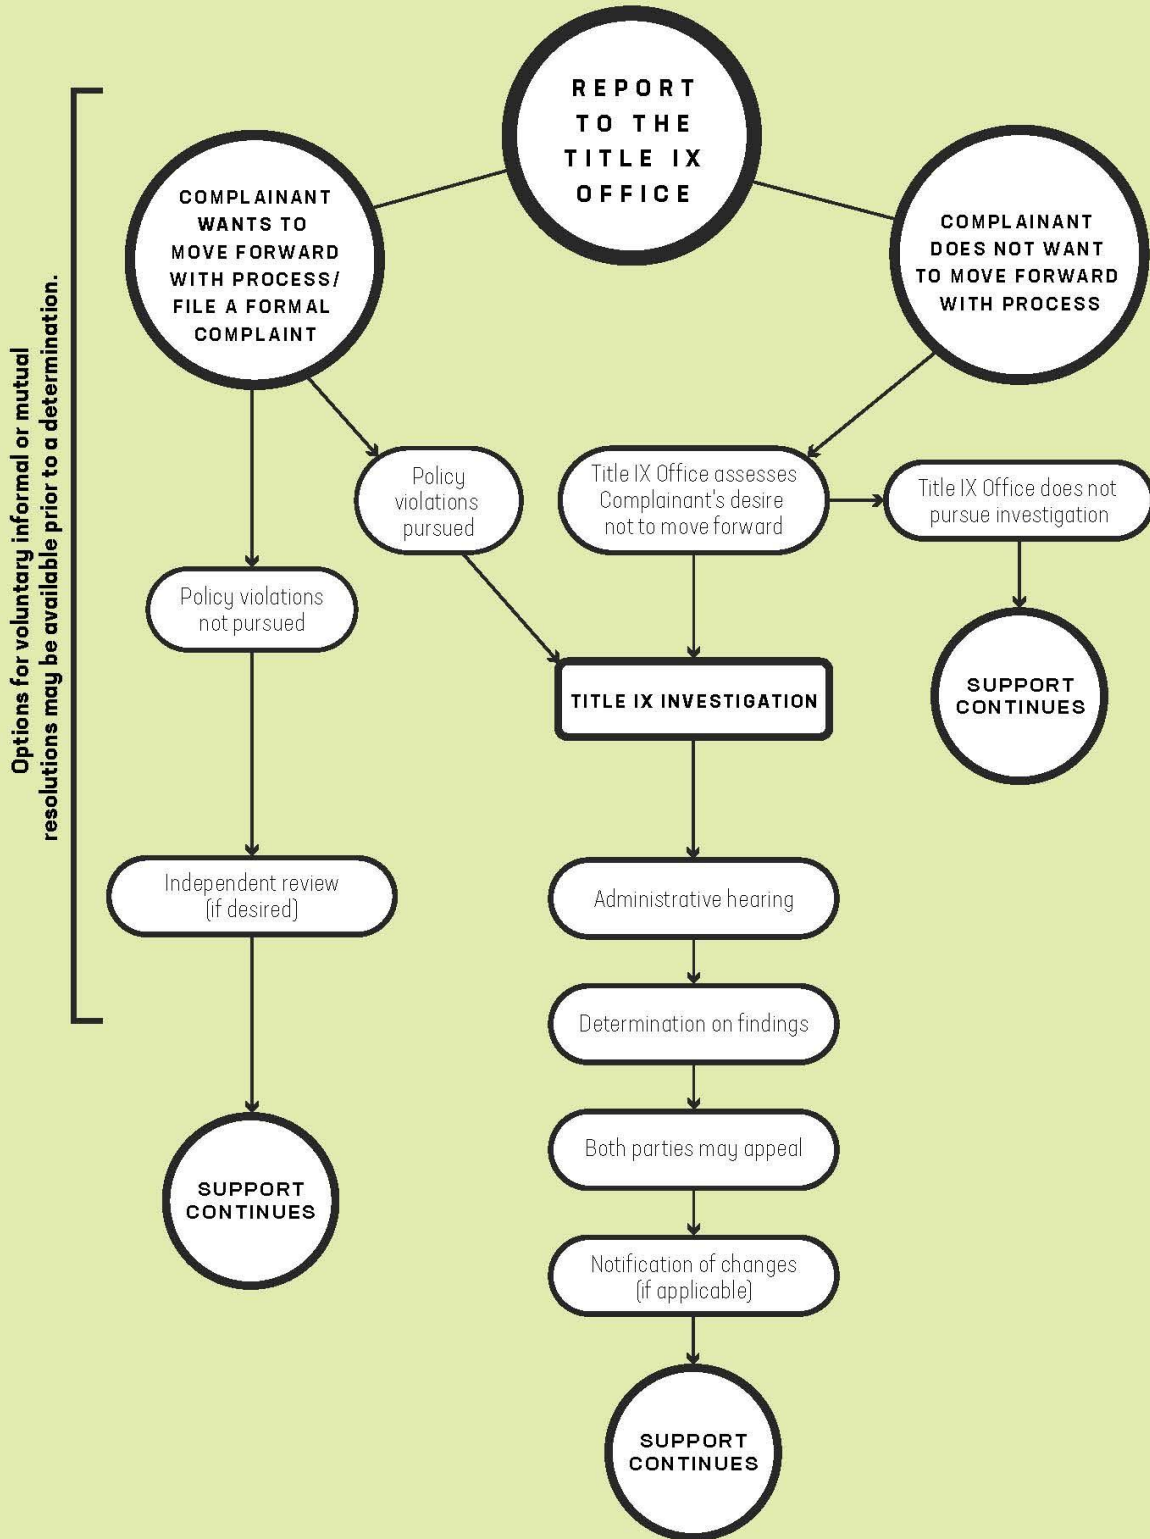 REPORT
TO THE
TITLE IX
OFFICE
COMPLAINANT
WANTS TO
MOVE FORWARD
WITH PROCESS/
FILE A FORMAL
COMPLAINT
COMPLAINANT
DOES NOT WANT
TO MOVE FORWARD
WITH PROCESS
Options for voluntary informal or mutual
resolutions may be available prior to a determination.
Policy
violations
pursued
Title IX Office assesses
Complainant's desire
not to move forward
Title IX Office does not
pursue investigation
Policy violations
not pursued
TITLE IX INVESTIGATION
SUPPORT
CONTINUES
Independent review
(if desired)
Administrative hearing
Determination on findings
Both parties may appeal
SUPPORT
CONTINUES
Notification of changes
(if applicable)
SUPPORT
CONTINUES